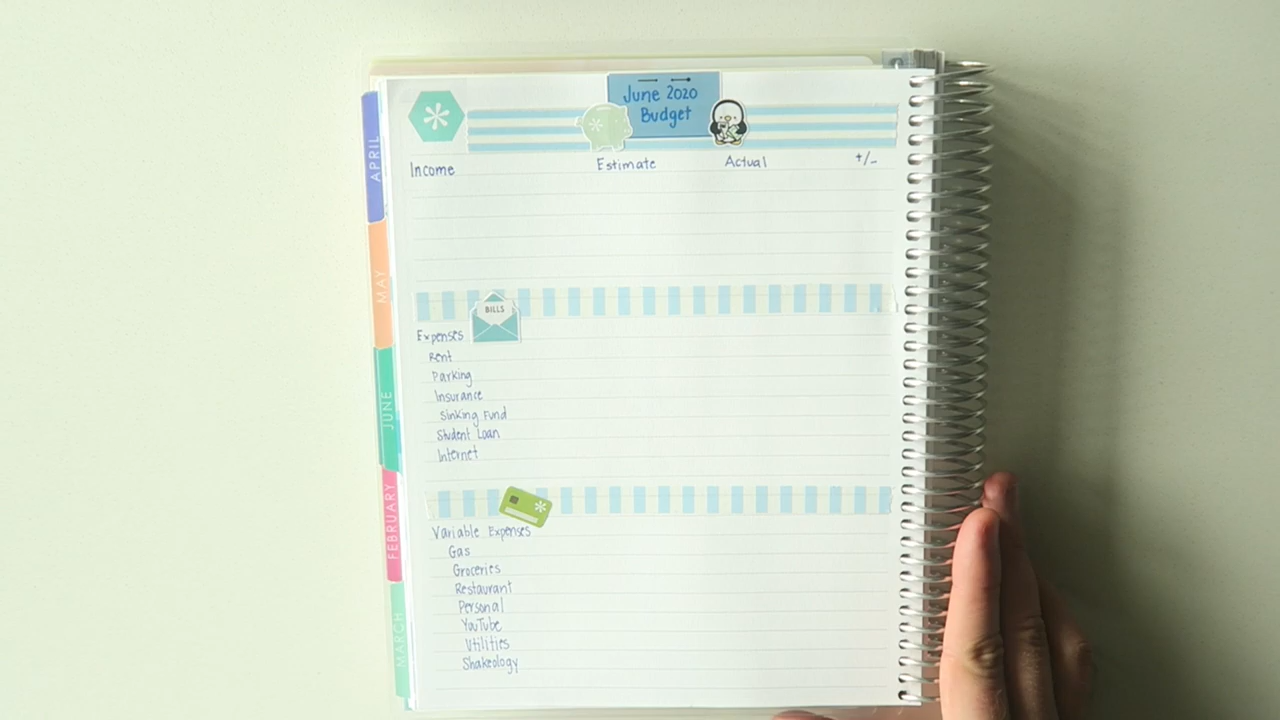 June 2020
Budget
Income Estimate Actual +/-
BILLS
Expenses
Rent
Parking
Insurance
Sinking Fund
Student Loan
Internet
Variable Expenses
Gas
Groceries
Restaurant
Personal
YouTube
Utilities
Shakeology
APRIL
MAY
JUNE
FEBRUARY
MARCH